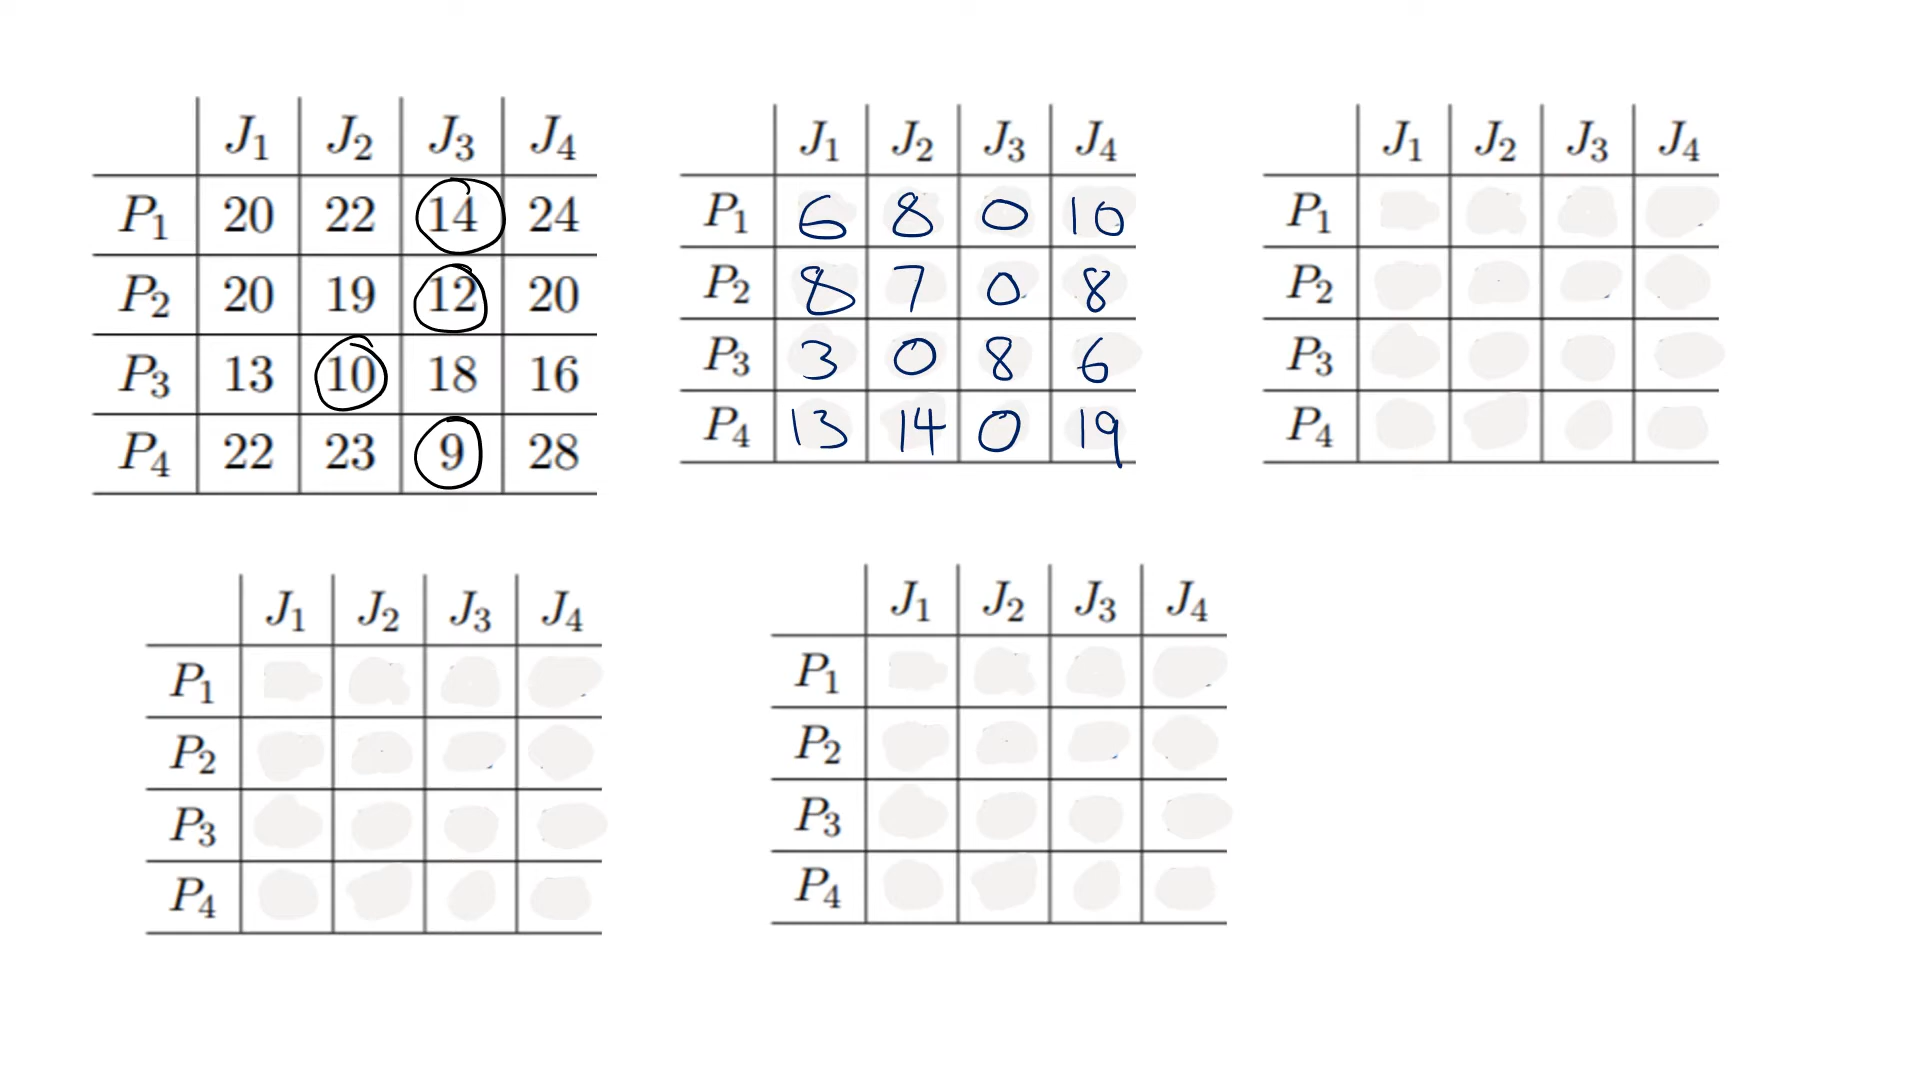 J1 J2 J3 J4
P1 20 22 14 24
P2 20 19 12 20
P3 13 10 18 16
P4 22 23 9 28
J1 J2 J3 J4
P1 6 8 0 10
P2 8 7 0 8
P3 3 0 8 6
P4 13 14 0 19
J1 J2 J3 J4
P1
P2
P3
P4
J1 J2 J3 J4
P1
P2
P3
P4
J1 J2 J3 J4
P1
P2
P3
P4